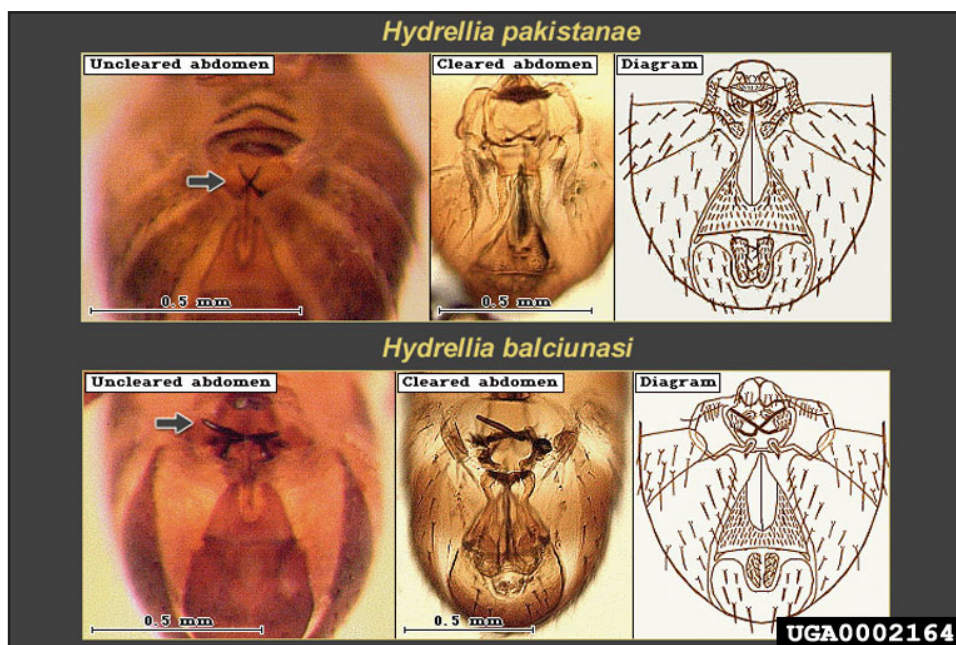 Hydrellia pakistanae
Uncleared abdomen
Cleared abdomen
Diagram
0.5 mm
0.5 mm
Hydrellia balciunasi
Uncleared abdomen
Cleared abdomen
Diagram
0.5 mm
0.5 mm
UGA0002164